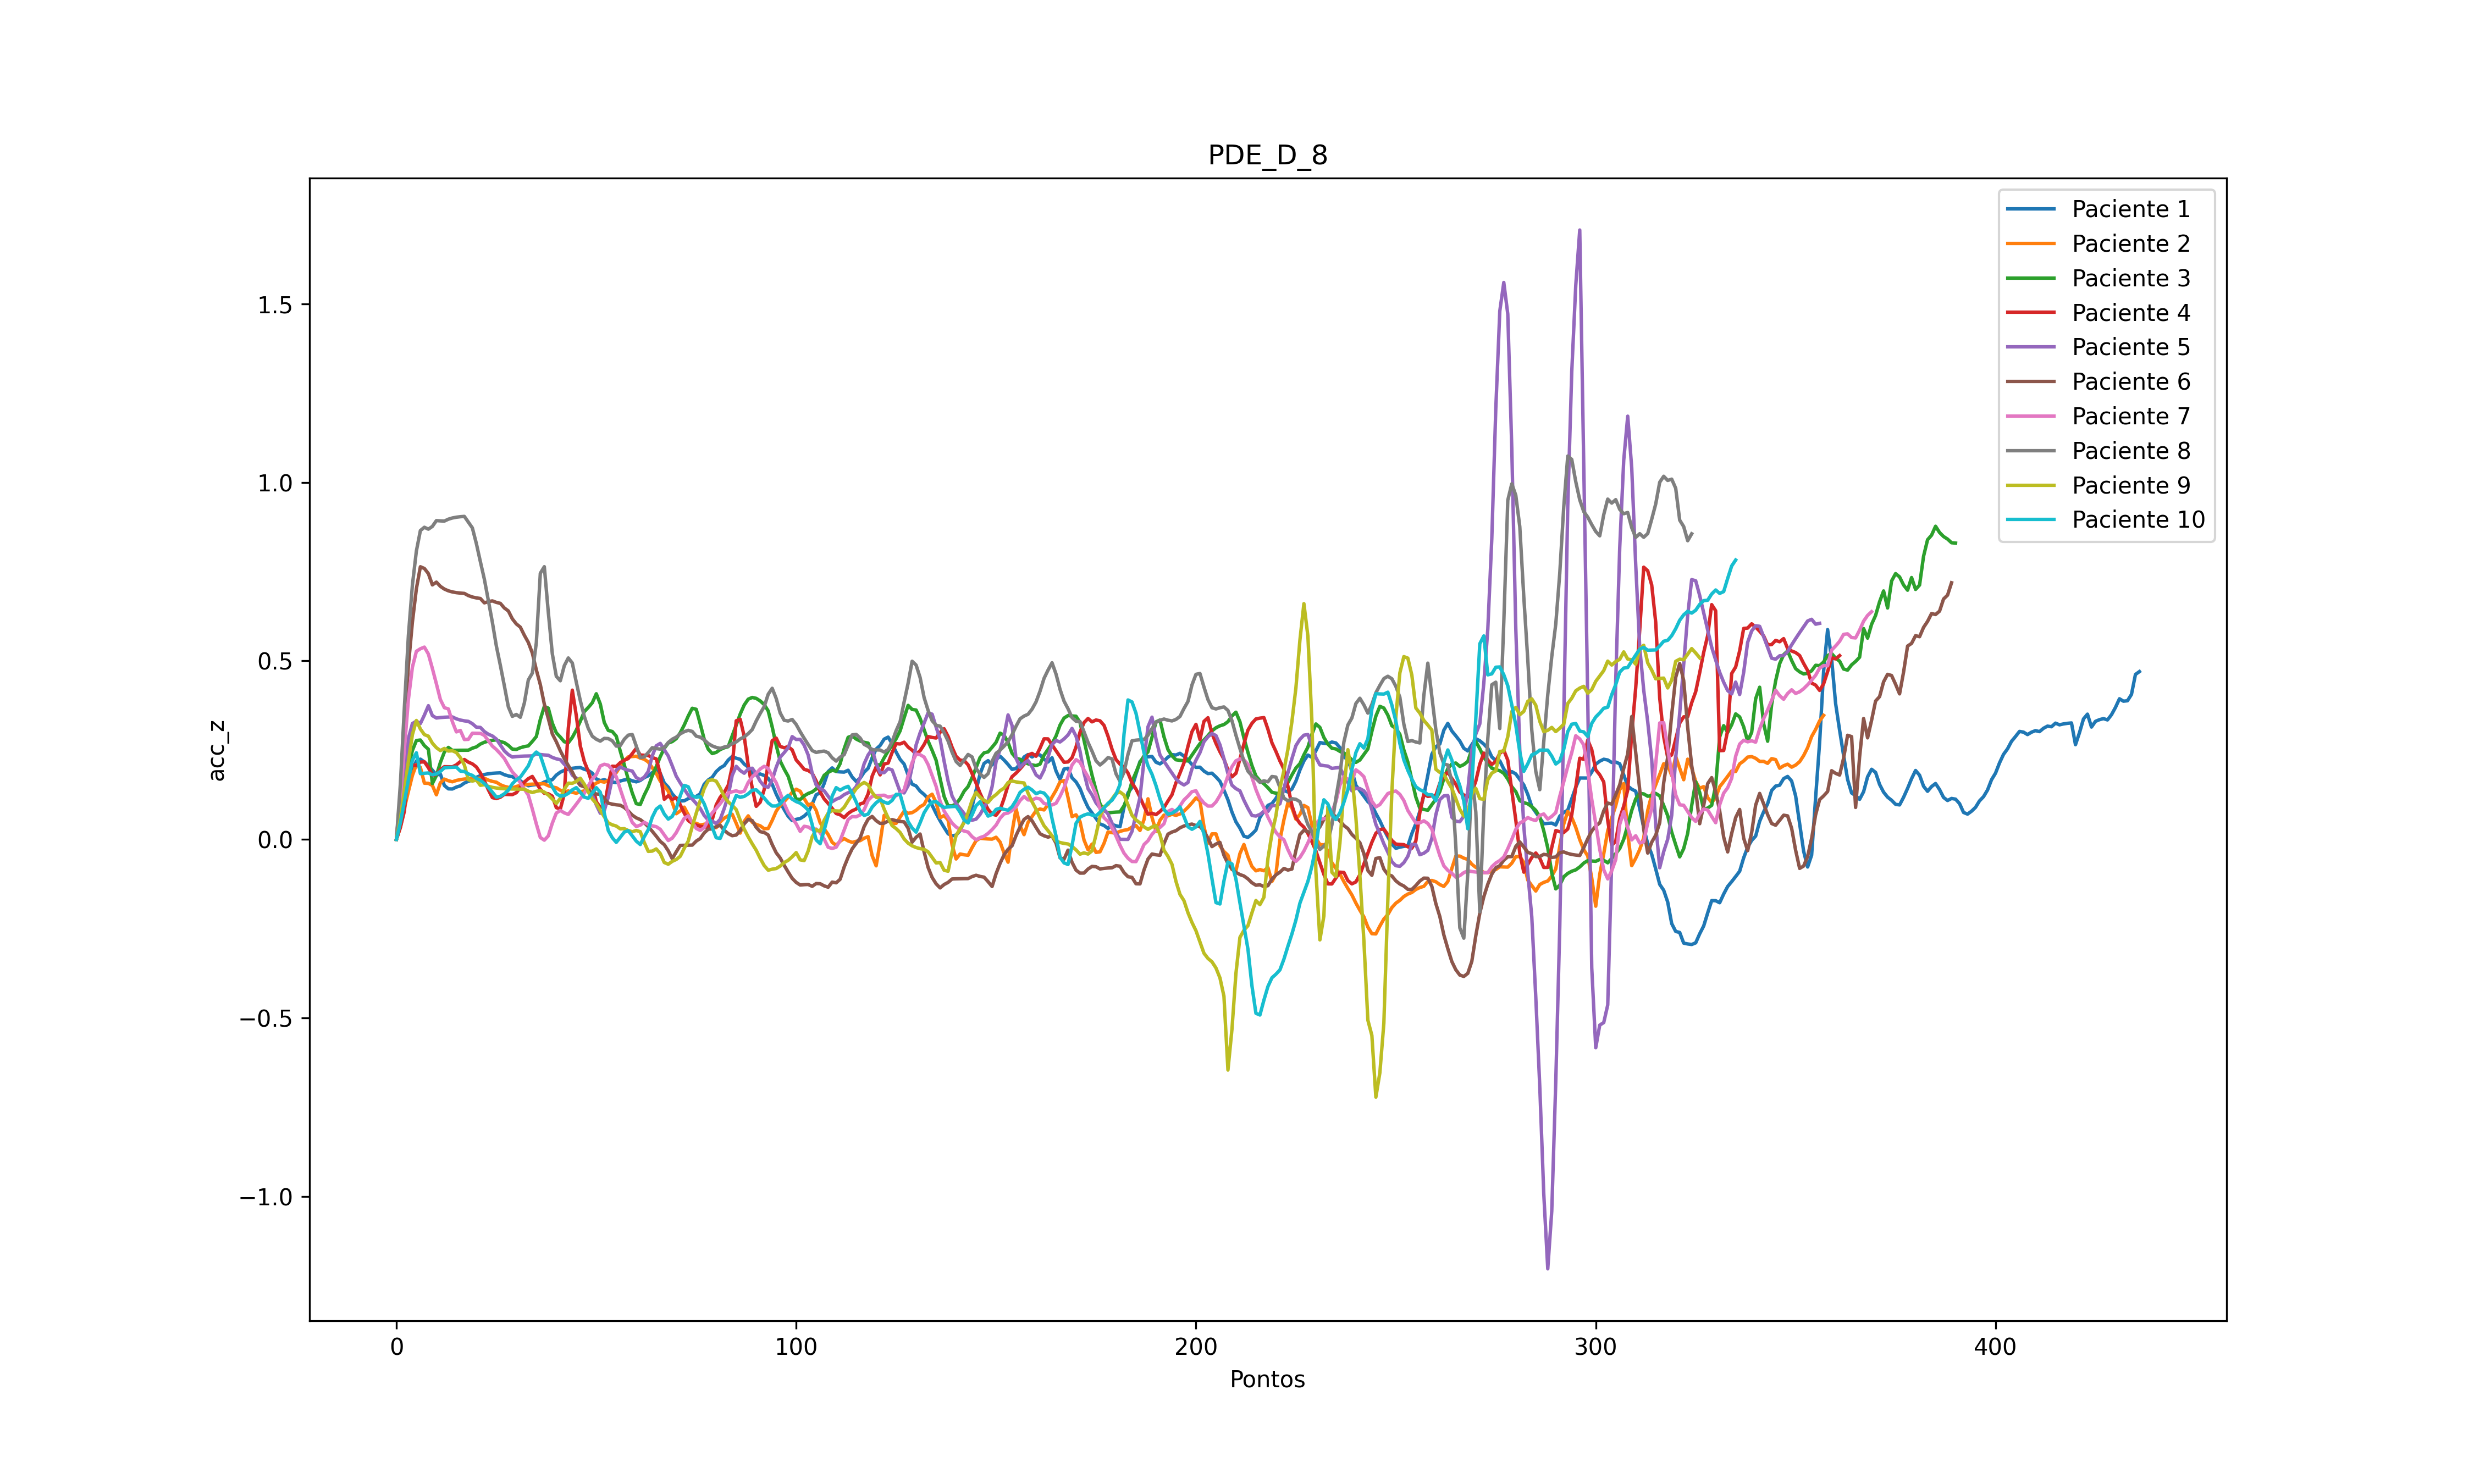 PDE_D_8
acc_z
1.5
1.0
0.5
0.0
−0.5
−1.0
0
100
200
300
400
Pontos
Paciente 1
Paciente 2
Paciente 3
Paciente 4
Paciente 5
Paciente 6
Paciente 7
Paciente 8
Paciente 9
Paciente 10